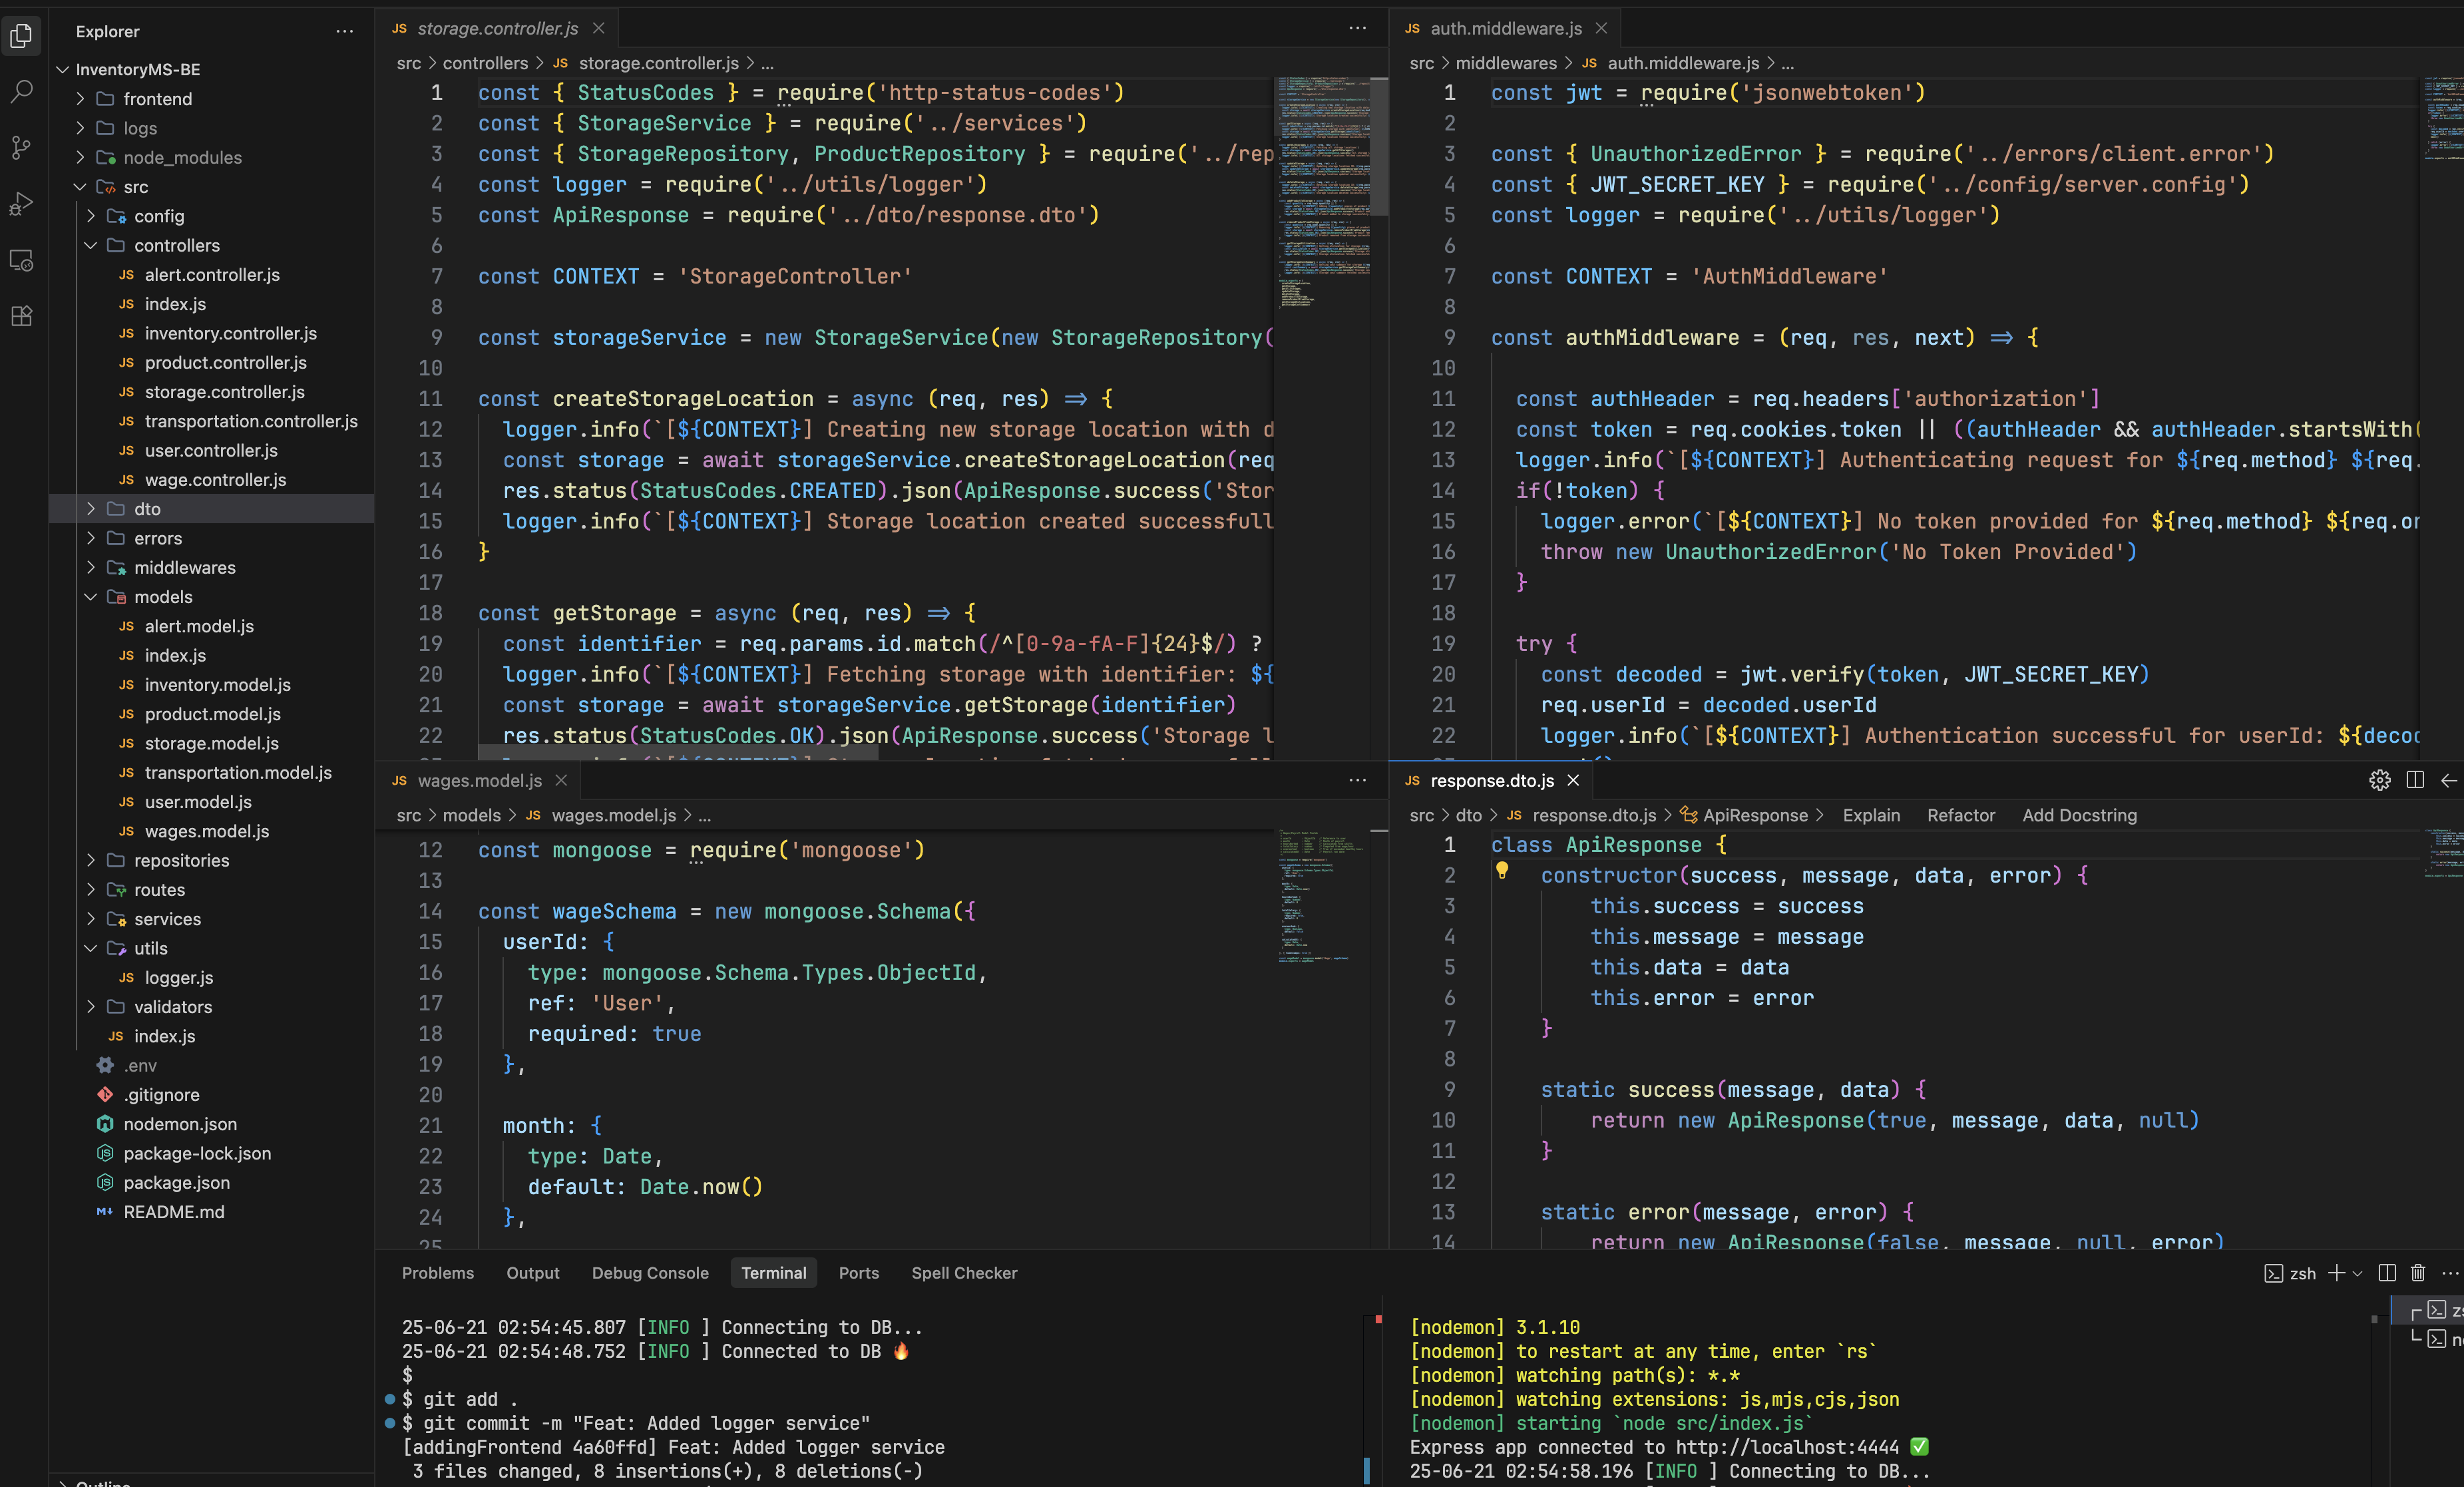 Explorer
InventoryMS-BE
frontend
logs
node_modules
src
config
controllers
JS alert.controller.js
JS index.js
JS inventory.controller.js
JS product.controller.js
JS storage.controller.js
JS transportation.controller.js
JS user.controller.js
JS wage.controller.js
dto
errors
middlewares
models
JS alert.model.js
JS index.js
JS inventory.model.js
JS product.model.js
JS storage.model.js
JS transportation.model.js
JS user.model.js
JS wages.model.js
repositories
routes
services
utils
JS logger.js
validators
JS index.js
.env
.gitignore
nodemon.json
package-lock.json
package.json
README.md
Outline
JS storage.controller.js
src > controllers > JS storage.controller.js > ...
1 const { StatusCodes } = require('http-status-codes')
2 const { StorageService } = require('../services')
3 const { StorageRepository, ProductRepository } = require('../rep
4 const logger = require('../utils/logger')
5 const ApiResponse = require('../dto/response.dto')
6
7 const CONTEXT = 'StorageController'
8
9 const storageService = new StorageService(new StorageRepository(
10
11 const createStorageLocation = async (req, res) => {
12 logger.info(`[${CONTEXT}] Creating new storage location with d
13 const storage = await storageService.createStorageLocation(req
14 res.status(StatusCodes.CREATED).json(ApiResponse.success('Stor
15 logger.info(`[${CONTEXT}] Storage location created successfull
16 }
17
18 const getStorage = async (req, res) => {
19 const identifier = req.params.id.match(/^[0-9a-fA-F]{24}$/) ?
20 logger.info(`[${CONTEXT}] Fetching storage with identifier: ${
21 const storage = await storageService.getStorage(identifier)
22 res.status(StatusCodes.OK).json(ApiResponse.success('Storage l
JS auth.middleware.js
src > middlewares > JS auth.middleware.js > ...
1 const jwt = require('jsonwebtoken')
2
3 const { UnauthorizedError } = require('../errors/client.error')
4 const { JWT_SECRET_KEY } = require('../config/server.config')
5 const logger = require('../utils/logger')
6
7 const CONTEXT = 'AuthMiddleware'
8
9 const authMiddleware = (req, res, next) => {
10
11 const authHeader = req.headers['authorization']
12 const token = req.cookies.token || ((authHeader && authHeader.startsWith(
13 logger.info(`[${CONTEXT}] Authenticating request for ${req.method} ${req.
14 if(!token) {
15 logger.error(`[${CONTEXT}] No token provided for ${req.method} ${req.or
16 throw new UnauthorizedError('No Token Provided')
17 }
18
19 try {
20 const decoded = jwt.verify(token, JWT_SECRET_KEY)
21 req.userId = decoded.userId
22 logger.info(`[${CONTEXT}] Authentication successful for userId: ${decod
JS wages.model.js
src > models > JS wages.model.js > ...
12 const mongoose = require('mongoose')
13
14 const wageSchema = new mongoose.Schema({
15 userId: {
16 type: mongoose.Schema.Types.ObjectId,
17 ref: 'User',
18 required: true
19 },
20
21 month: {
22 type: Date,
23 default: Date.now()
24 },
25
JS response.dto.js
src > dto > JS response.dto.js > ApiResponse > Explain Refactor Add Docstring
1 class ApiResponse {
2 constructor(success, message, data, error) {
3 this.success = success
4 this.message = message
5 this.data = data
6 this.error = error
7 }
8
9 static success(message, data) {
10 return new ApiResponse(true, message, data, null)
11 }
12
13 static error(message, error) {
14 return new ApiResponse(false, message, null, error)
Problems Output Debug Console Terminal Ports Spell Checker
zsh
25-06-21 02:54:45.807 [INFO ] Connecting to DB...
25-06-21 02:54:48.752 [INFO ] Connected to DB 🔥
$
$ git add .
$ git commit -m "Feat: Added logger service"
[addingFrontend 4a60ffd] Feat: Added logger service
3 files changed, 8 insertions(+), 8 deletions(-)
[nodemon] 3.1.10
[nodemon] to restart at any time, enter `rs`
[nodemon] watching path(s): *.*
[nodemon] watching extensions: js,mjs,cjs,json
[nodemon] starting `node src/index.js`
Express app connected to http://localhost:4444 ✅
25-06-21 02:54:58.196 [INFO ] Connecting to DB...